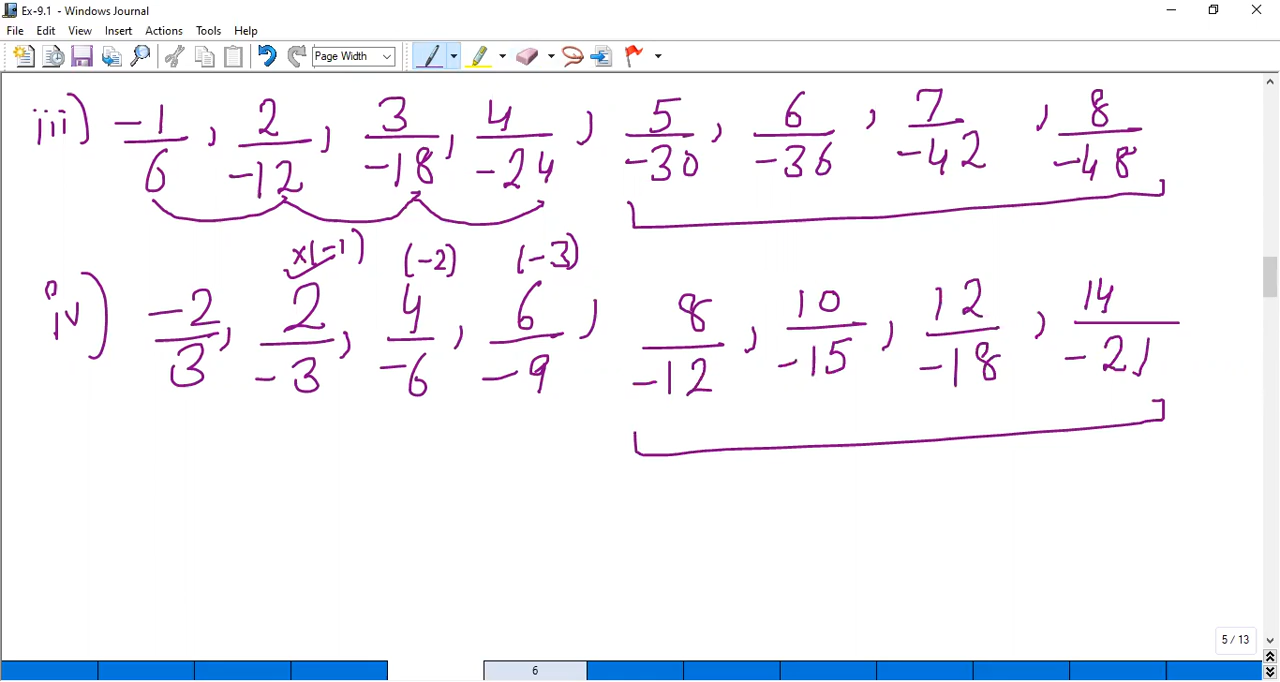 Ex-9.1 - Windows Journal
File Edit View Insert Actions Tools Help
Page Width
iii) -1/6, 2/-12, 3/-18, 4/-24, 5/-30, 6/-36, 7/-42, 8/-48
x(-1) (-2) (-3)
iv) -2/3, 2/-3, 4/-6, 6/-9, 8/-12, 10/-15, 12/-18, 14/-21
5 / 13
6